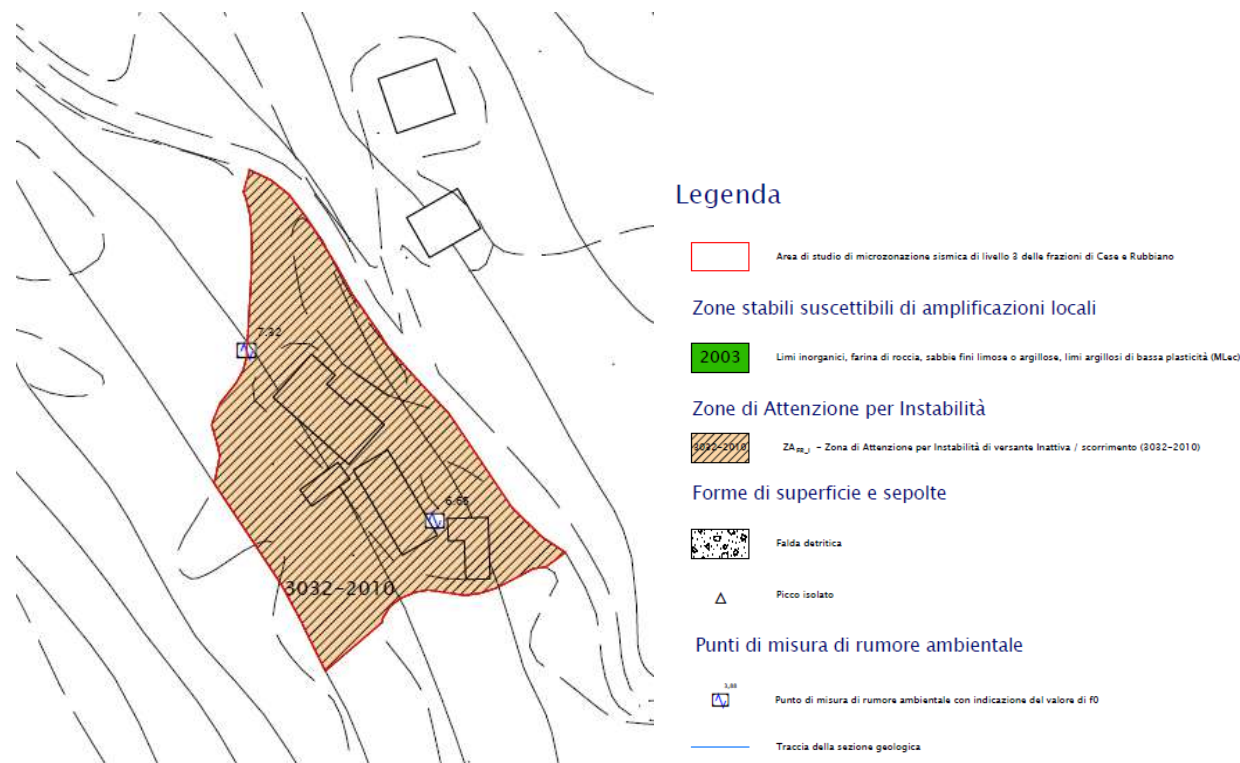 7.32
6.65
3032-2010
Legenda
Area di studio di microzonazione sismica di livello 3 delle frazioni di Cese e Rubbiano
Zone stabili suscettibili di amplificazioni locali
2003 Limi inorganici, farina di roccia, sabbie fini limose o argillose, limi argillosi di bassa plasticità (MLec)
Zone di Attenzione per Instabilità
3032-2010 ZAFR_I - Zona di Attenzione per Instabilità di versante Inattiva / scorrimento (3032-2010)
Forme di superficie e sepolte
Falda detritica
Picco isolato
Punti di misura di rumore ambientale
Punto di misura di rumore ambientale con indicazione del valore di f0
Traccia della sezione geologica